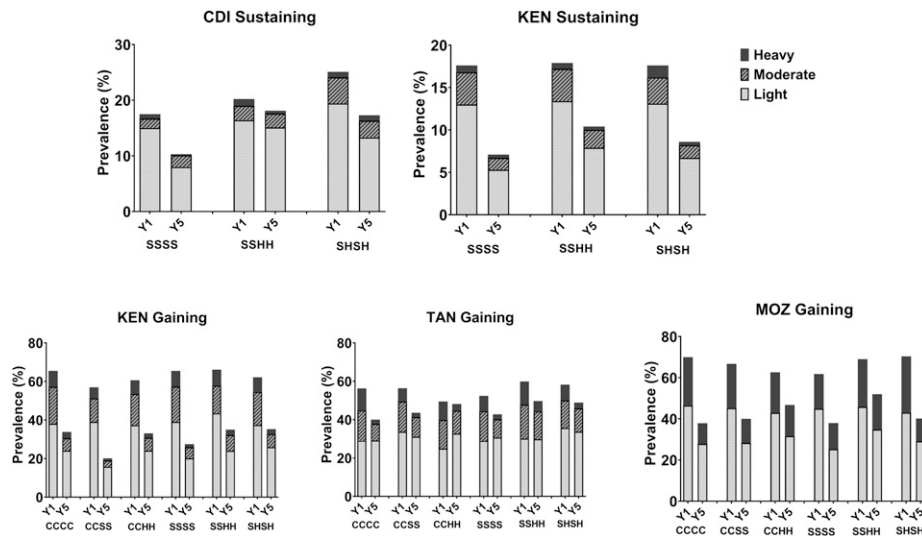 CDI Sustaining
Prevalence (%)
30
20
10
0
Y1 Y5 Y1 Y5 Y1 Y5
SSSS SSHH SHSH
KEN Sustaining
Prevalence (%)
20
15
10
5
0
Y1 Y5 Y1 Y5 Y1 Y5
SSSS SSHH SHSH
Heavy
Moderate
Light
KEN Gaining
Prevalence (%)
80
60
40
20
0
Y1 Y5 Y1 Y5 Y1 Y5 Y1 Y5 Y1 Y5 Y1 Y5
CCCC CCSS CCHH SSSS SSHH SHSH
TAN Gaining
Prevalence (%)
80
60
40
20
0
Y1 Y5 Y1 Y5 Y1 Y5 Y1 Y5 Y1 Y5 Y1 Y5
CCCC CCSS CCHH SSSS SSHH SHSH
MOZ Gaining
Prevalence (%)
80
60
40
20
0
Y1 Y5 Y1 Y5 Y1 Y5 Y1 Y5 Y1 Y5 Y1 Y5
CCCC CCSS CCHH SSSS SSHH SHSH